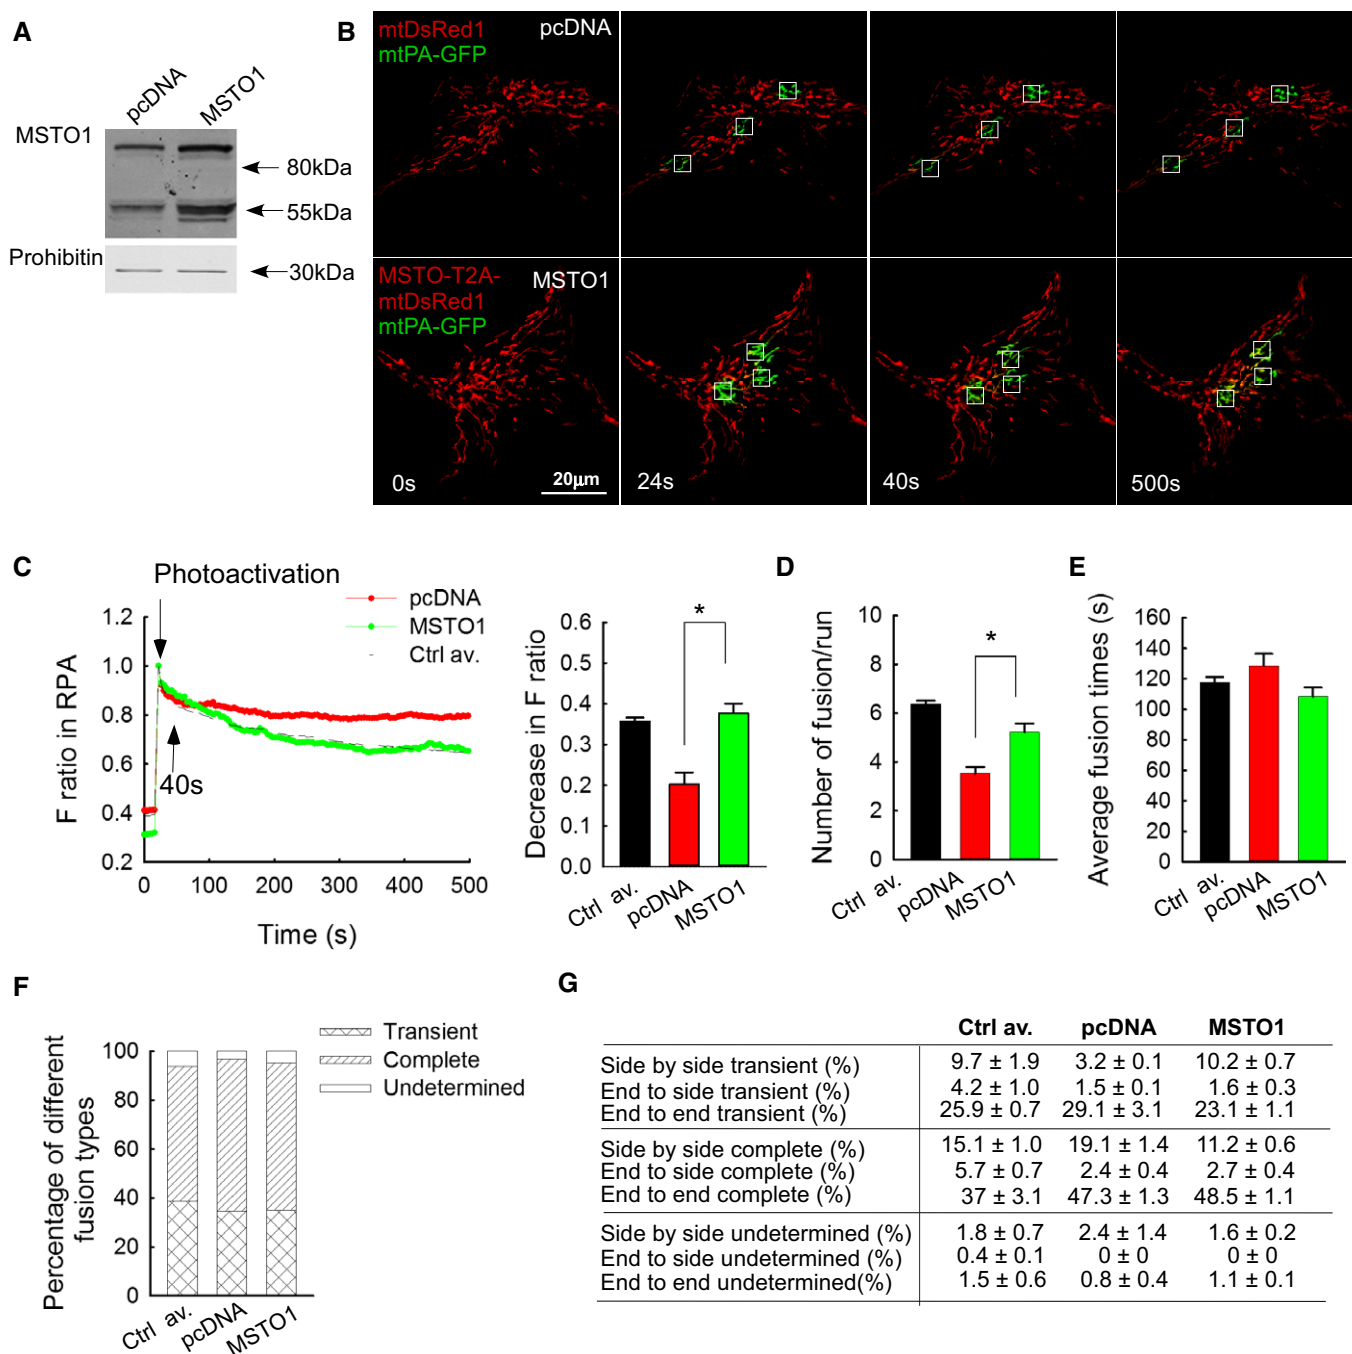 A
pcDNA
MSTO1
MSTO1
80kDa
55kDa
Prohibitin
30kDa
B
mtDsRed1
mtPA-GFP
pcDNA
MSTO-T2A-
mtDsRed1
mtPA-GFP
MSTO1
0s
20µm
24s
40s
500s
C
Photoactivation
pcDNA
MSTO1
Ctrl av.
F ratio in RPA
1.2
1.0
0.8
0.6
0.4
0.2
40s
0
100
200
300
400
500
Time (s)
Decrease in F ratio
0.6
0.5
0.4
0.3
0.2
0.1
0.0
*
Ctrl av.
pcDNA
MSTO1
D
Number of fusion/run
10
8
6
4
2
0
*
Ctrl av.
pcDNA
MSTO1
E
Average fusion times (s)
160
140
120
100
80
60
40
20
0
Ctrl av.
pcDNA
MSTO1
F
Transient
Complete
Undetermined
Percentage of different
fusion types
100
80
60
40
20
0
Ctrl av.
pcDNA
MSTO1
G
Ctrl av. pcDNA MSTO1
Side by side transient (%) 9.7 ± 1.9 3.2 ± 0.1 10.2 ± 0.7
End to side transient (%) 4.2 ± 1.0 1.5 ± 0.1 1.6 ± 0.3
End to end transient (%) 25.9 ± 0.7 29.1 ± 3.1 23.1 ± 1.1
Side by side complete (%) 15.1 ± 1.0 19.1 ± 1.4 11.2 ± 0.6
End to side complete (%) 5.7 ± 0.7 2.4 ± 0.4 2.7 ± 0.4
End to end complete (%) 37 ± 3.1 47.3 ± 1.3 48.5 ± 1.1
Side by side undetermined (%) 1.8 ± 0.7 2.4 ± 1.4 1.6 ± 0.2
End to side undetermined (%) 0.4 ± 0.1 0 ± 0 0 ± 0
End to end undetermined(%) 1.5 ± 0.6 0.8 ± 0.4 1.1 ± 0.1